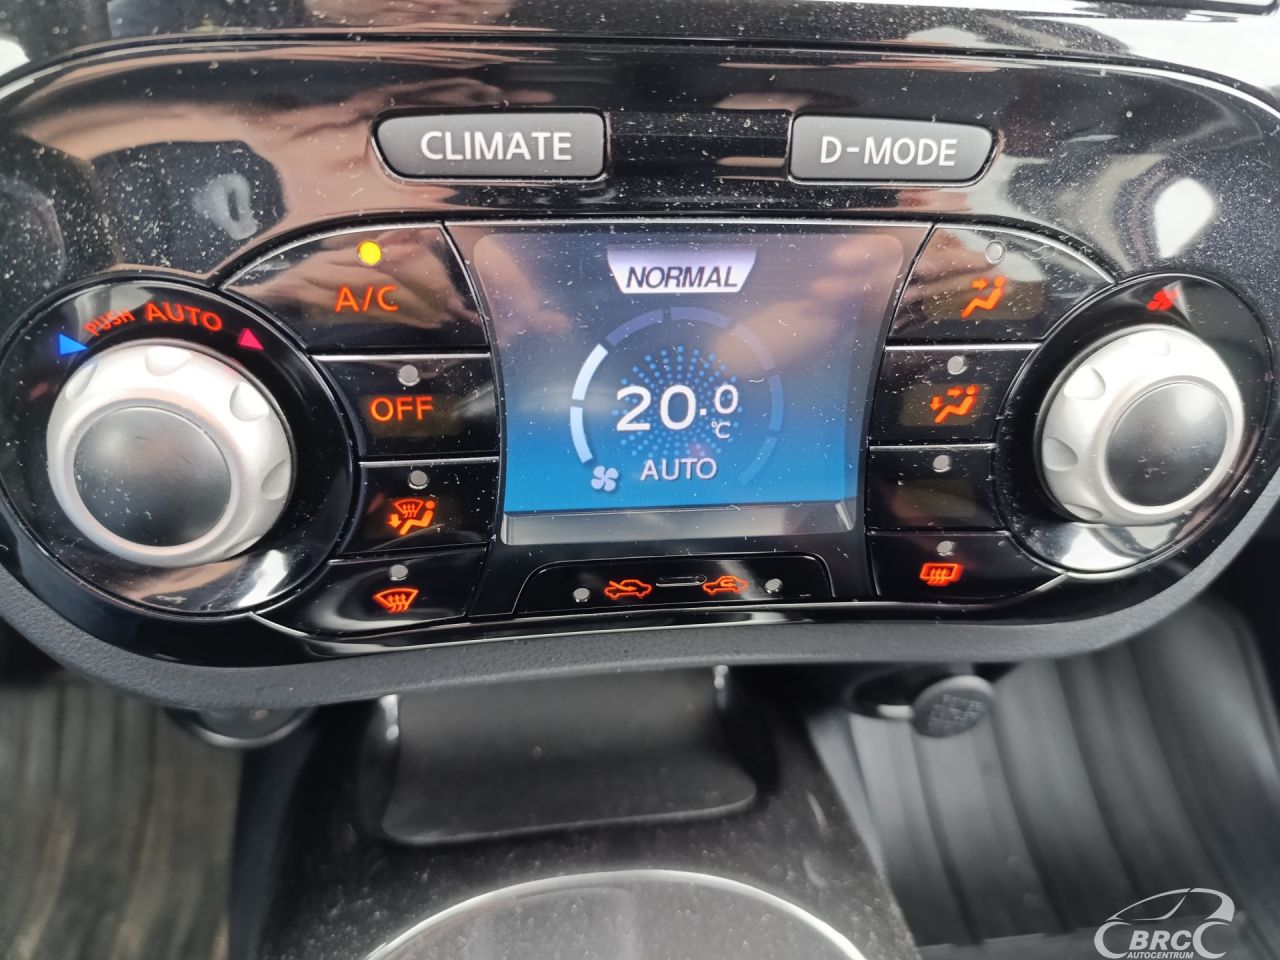 CLIMATE
D-MODE
NORMAL
A/C
PUSH AUTO
OFF
20.0
°C
AUTO
BRC
AUTOCENTRUM